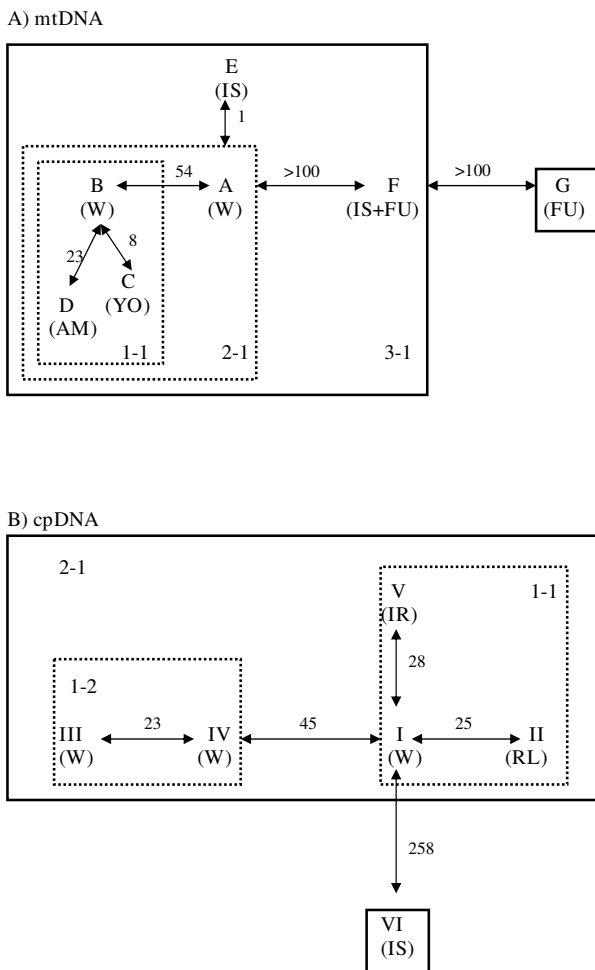 A) mtDNA
E
(IS)
1
B 54 A >100 F >100 G
(W) (W) (IS+FU) (FU)
23 8
C
D (YO)
(AM)
1-1 2-1 3-1
B) cpDNA
2-1
V 1-1
(IR)
28
1-2
III 23 IV 45 I 25 II
(W) (W) (W) (RL)
258
VI
(IS)